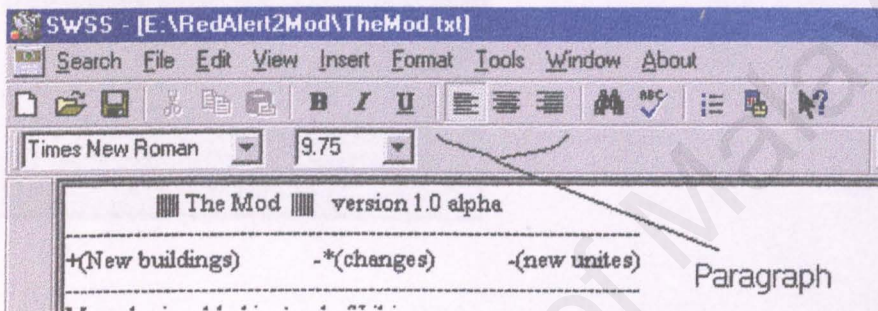 SWSS - [E:\RedAlert2Mod\TheMod.txt]
Search File Edit View Insert Format Tools Window About
B I U ABC
Times New Roman 9.75
The Mod version 1.0 alpha
+(New buildings) -*(changes) -(new unites)
Paragraph